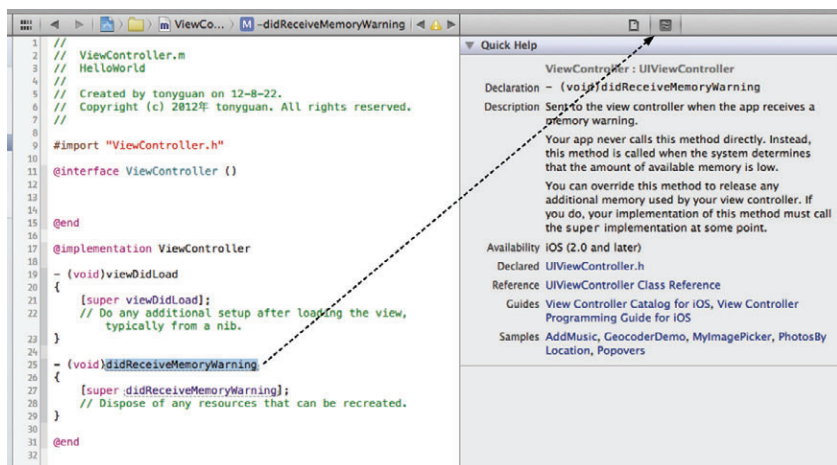 ViewCo... -didReceiveMemoryWarning
1 //
2 // ViewController.m
3 // HelloWorld
4 //
5 // Created by tonyguan on 12-8-22.
6 // Copyright (c) 2012年 tonyguan. All rights reserved.
7 //
8
9 #import "ViewController.h"
10
11 @interface ViewController ()
12
13
14
15 @end
16
17 @implementation ViewController
18
19 - (void)viewDidLoad
20 {
21 [super viewDidLoad];
22 // Do any additional setup after loading the view,
typically from a nib.
23 }
24
25 - (void)didReceiveMemoryWarning
26 {
27 [super didReceiveMemoryWarning];
28 // Dispose of any resources that can be recreated.
29 }
30
31 @end
32
Quick Help
ViewController : UIViewController
Declaration - (void)didReceiveMemoryWarning
Description Sent to the view controller when the app receives a
memory warning.
Your app never calls this method directly. Instead,
this method is called when the system determines
that the amount of available memory is low.
You can override this method to release any
additional memory used by your view controller. If
you do, your implementation of this method must call
the super implementation at some point.
Availability iOS (2.0 and later)
Declared UIViewController.h
Reference UIViewController Class Reference
Guides View Controller Catalog for iOS, View Controller
Programming Guide for iOS
Samples AddMusic, GeocoderDemo, MyImagePicker, PhotosBy
Location, Popovers